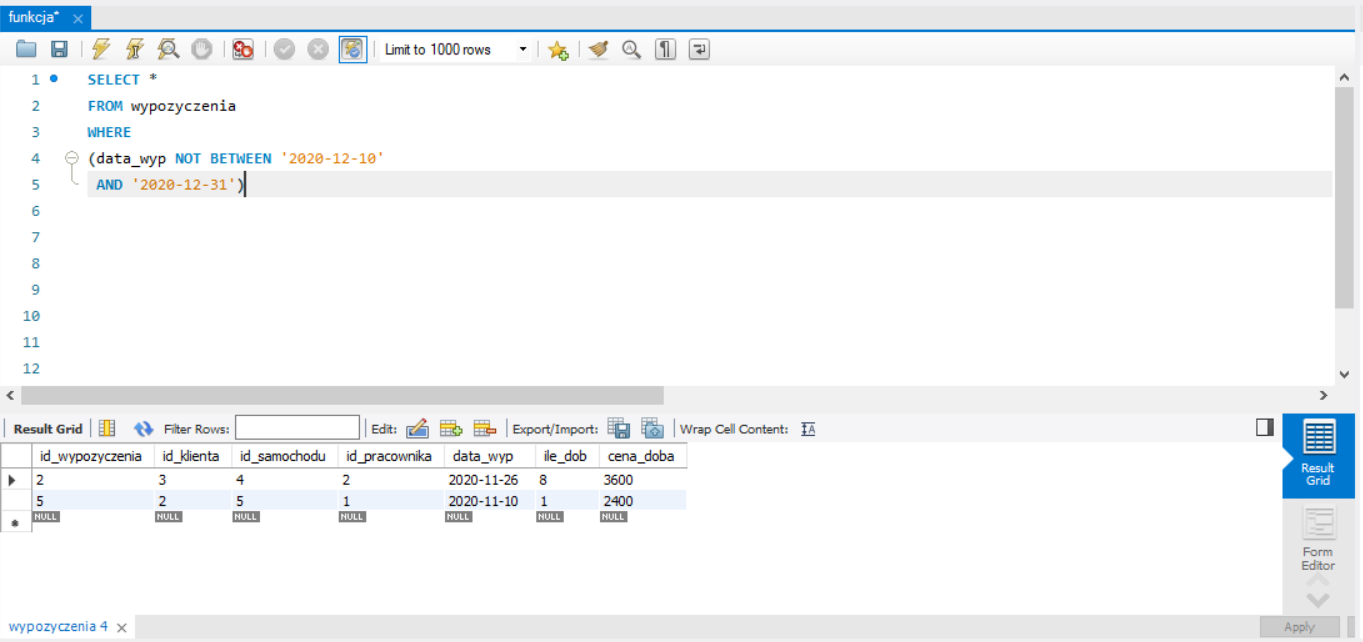 funkcja*
Limit to 1000 rows
1 SELECT *
2 FROM wypozyczenia
3 WHERE
4 (data_wyp NOT BETWEEN '2020-12-10'
5 AND '2020-12-31')
6
7
8
9
10
11
12
Result Grid Filter Rows: Edit: Export/Import: Wrap Cell Content:
id_wypozyczenia id_klienta id_samochodu id_pracownika data_wyp ile_dob cena_doba
2 3 4 2 2020-11-26 8 3600
5 2 5 1 2020-11-10 1 2400
NULL NULL NULL NULL NULL NULL NULL
Result
Grid
Form
Editor
wypozyczenia 4
Apply